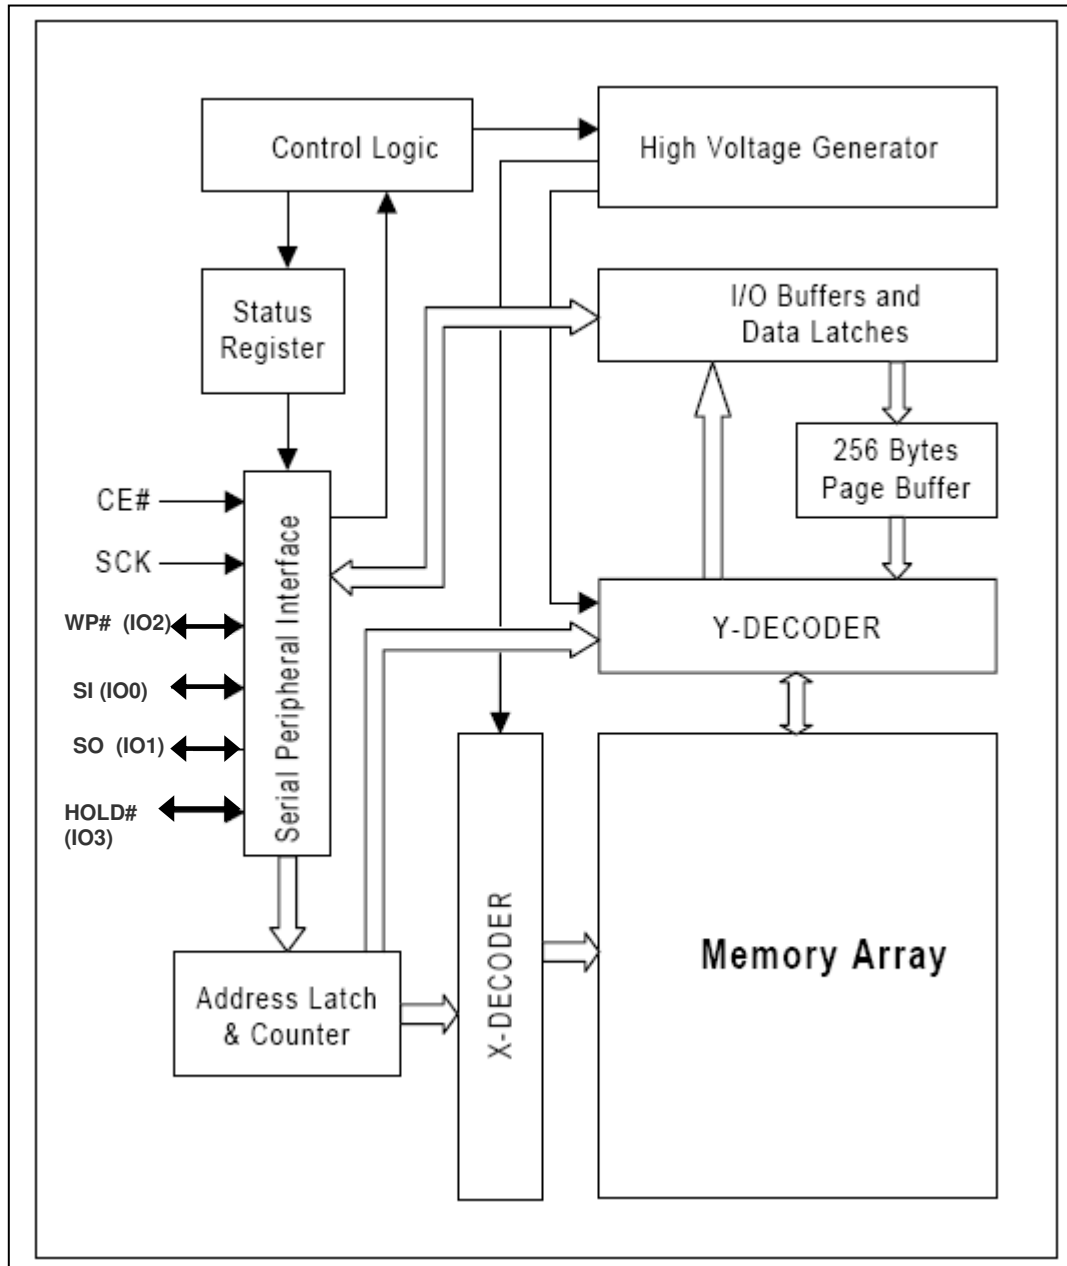 Control Logic
High Voltage Generator
Status
Register
I/O Buffers and
Data Latches
256 Bytes
Page Buffer
CE#
SCK
WP# (IO2)
SI (IO0)
SO (IO1)
HOLD#
(IO3)
Serial Peripheral Interface
Y-DECODER
X-DECODER
Memory Array
Address Latch
& Counter